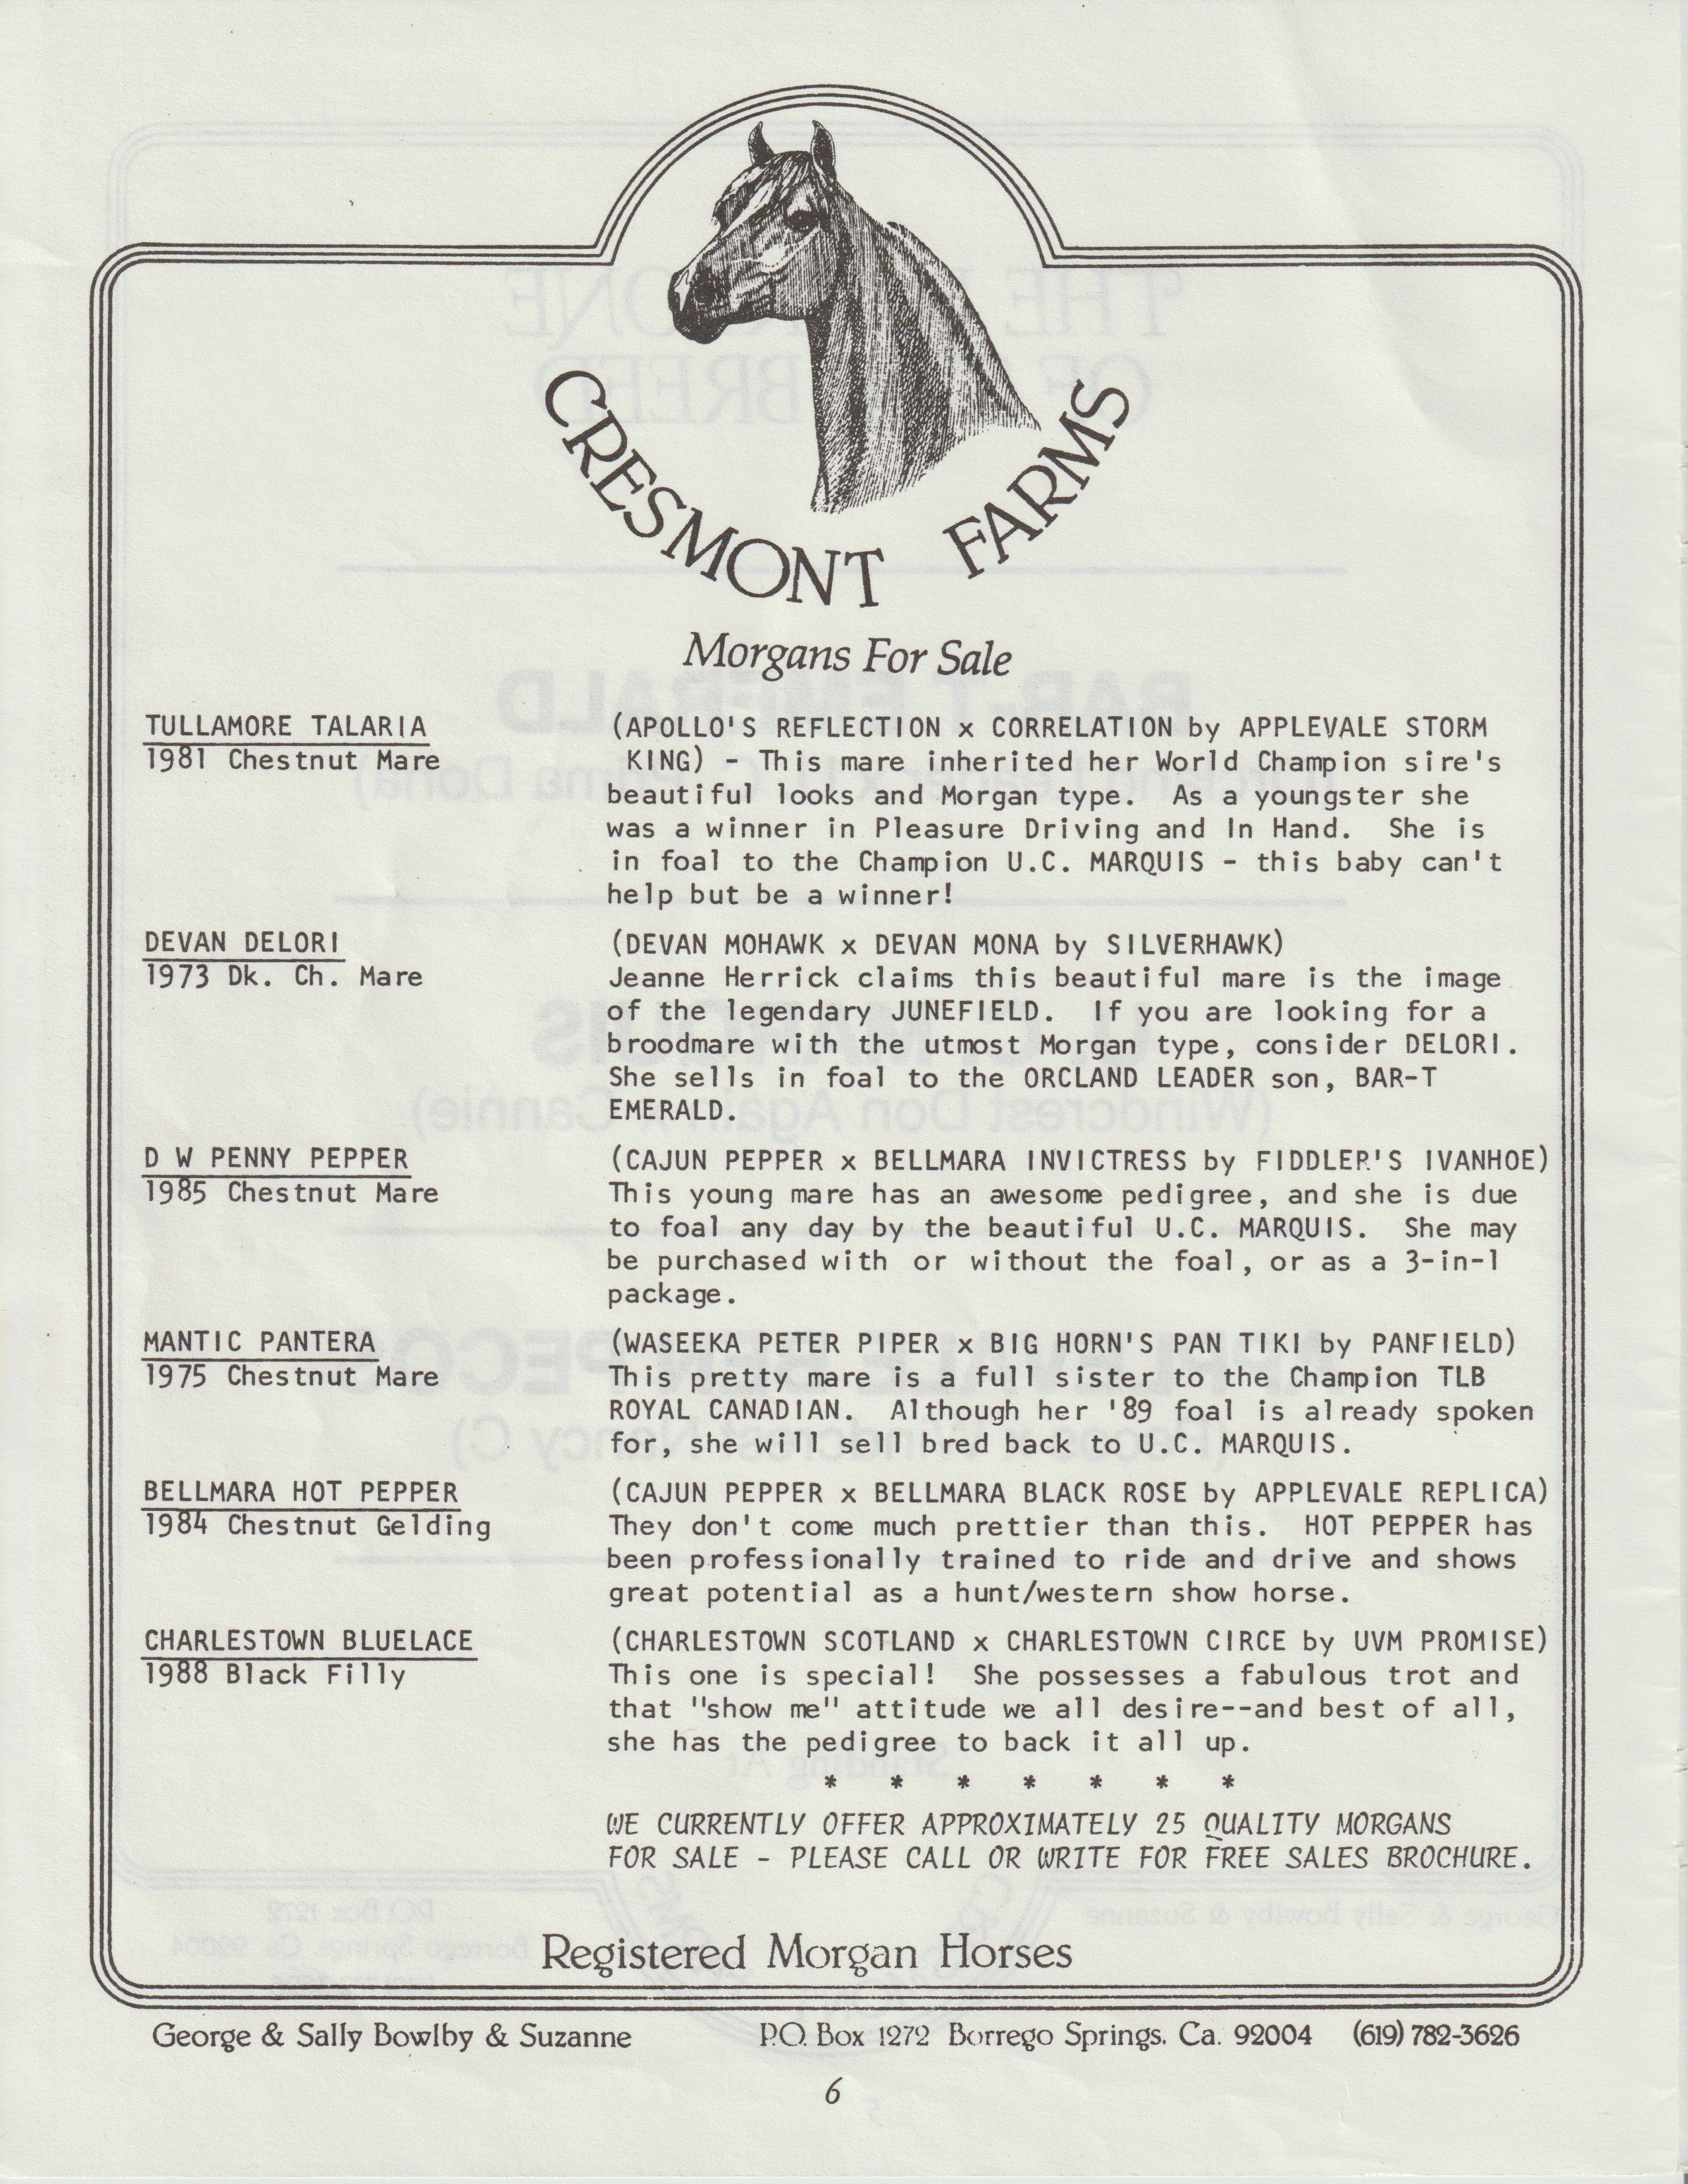 CRESMONT FARMS
Morgans For Sale
TULLAMORE TALARIA
1981 Chestnut Mare
(APOLLO'S REFLECTION x CORRELATION by APPLEVALE STORM
KING) - This mare inherited her World Champion sire's
beautiful looks and Morgan type. As a youngster she
was a winner in Pleasure Driving and In Hand. She is
in foal to the Champion U.C. MARQUIS - this baby can't
help but be a winner!
DEVAN DELORI
1973 Dk. Ch. Mare
(DEVAN MOHAWK x DEVAN MONA by SILVERHAWK)
Jeanne Herrick claims this beautiful mare is the image
of the legendary JUNEFIELD. If you are looking for a
broodmare with the utmost Morgan type, consider DELORI.
She sells in foal to the ORCLAND LEADER son, BAR-T
EMERALD.
D W PENNY PEPPER
1985 Chestnut Mare
(CAJUN PEPPER x BELLMARA INVICTRESS by FIDDLER'S IVANHOE)
This young mare has an awesome pedigree, and she is due
to foal any day by the beautiful U.C. MARQUIS. She may
be purchased with or without the foal, or as a 3-in-1
package.
MANTIC PANTERA
1975 Chestnut Mare
(WASEEKA PETER PIPER x BIG HORN'S PAN TIKI by PANFIELD)
This pretty mare is a full sister to the Champion TLB
ROYAL CANADIAN. Although her '89 foal is already spoken
for, she will sell bred back to U.C. MARQUIS.
BELLMARA HOT PEPPER
1984 Chestnut Gelding
(CAJUN PEPPER x BELLMARA BLACK ROSE by APPLEVALE REPLICA)
They don't come much prettier than this. HOT PEPPER has
been professionally trained to ride and drive and shows
great potential as a hunt/western show horse.
CHARLESTOWN BLUELACE
1988 Black Filly
(CHARLESTOWN SCOTLAND x CHARLESTOWN CIRCE by UVM PROMISE)
This one is special! She possesses a fabulous trot and
that "show me" attitude we all desire--and best of all,
she has the pedigree to back it all up.
* * * * * * *
WE CURRENTLY OFFER APPROXIMATELY 25 QUALITY MORGANS
FOR SALE - PLEASE CALL OR WRITE FOR FREE SALES BROCHURE.
Registered Morgan Horses
George & Sally Bowlby & Suzanne P.O. Box 1272 Borrego Springs, Ca. 92004 (619) 782-3626
6